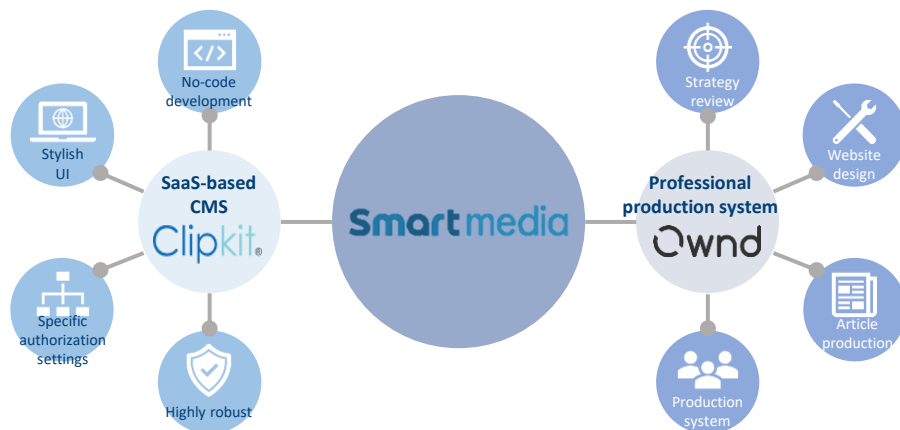 No-code
development
Stylish
UI
SaaS-based
CMS
Clipkit®
Specific
authorization
settings
Highly robust
Smartmedia
Strategy
review
Website
design
Professional
production system
Ownd
Article
production
Production
system